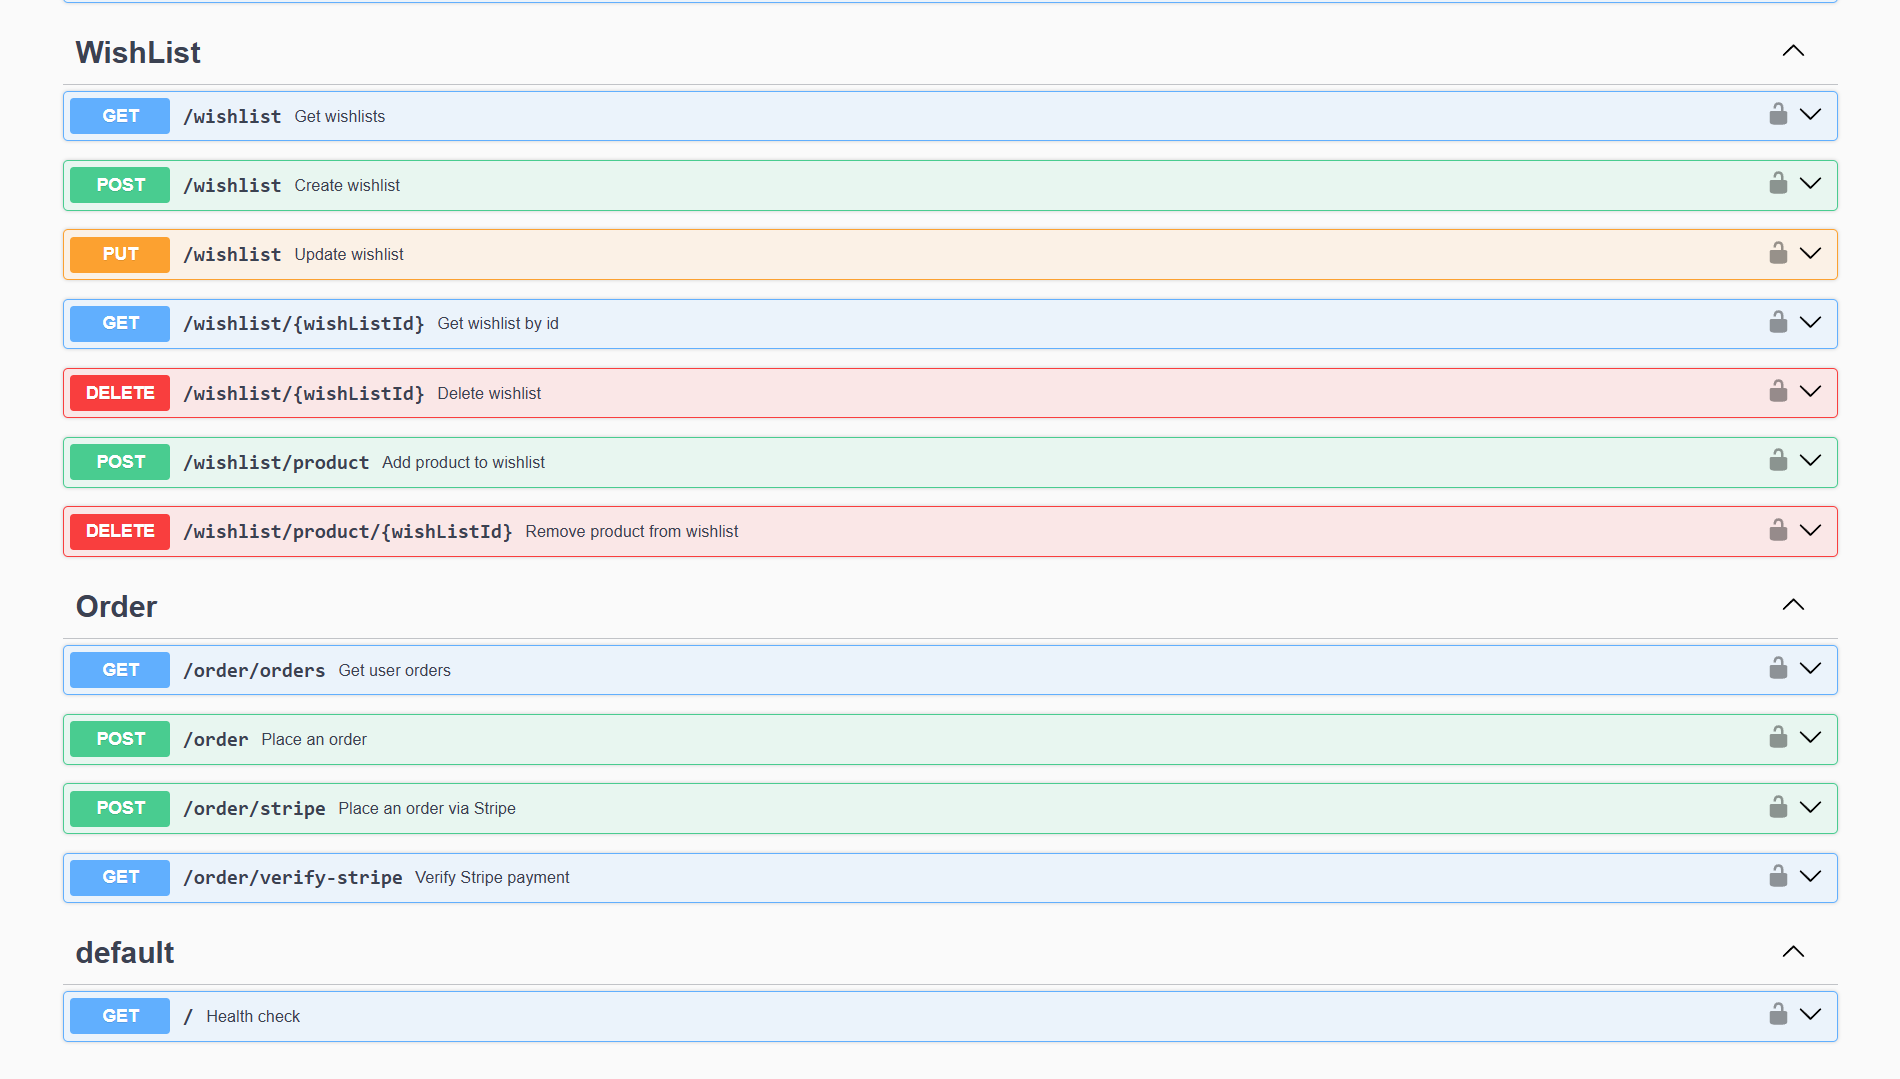 WishList
GET /wishlist Get wishlists
POST /wishlist Create wishlist
PUT /wishlist Update wishlist
GET /wishlist/{wishListId} Get wishlist by id
DELETE /wishlist/{wishListId} Delete wishlist
POST /wishlist/product Add product to wishlist
DELETE /wishlist/product/{wishListId} Remove product from wishlist
Order
GET /order/orders Get user orders
POST /order Place an order
POST /order/stripe Place an order via Stripe
GET /order/verify-stripe Verify Stripe payment
default
GET / Health check